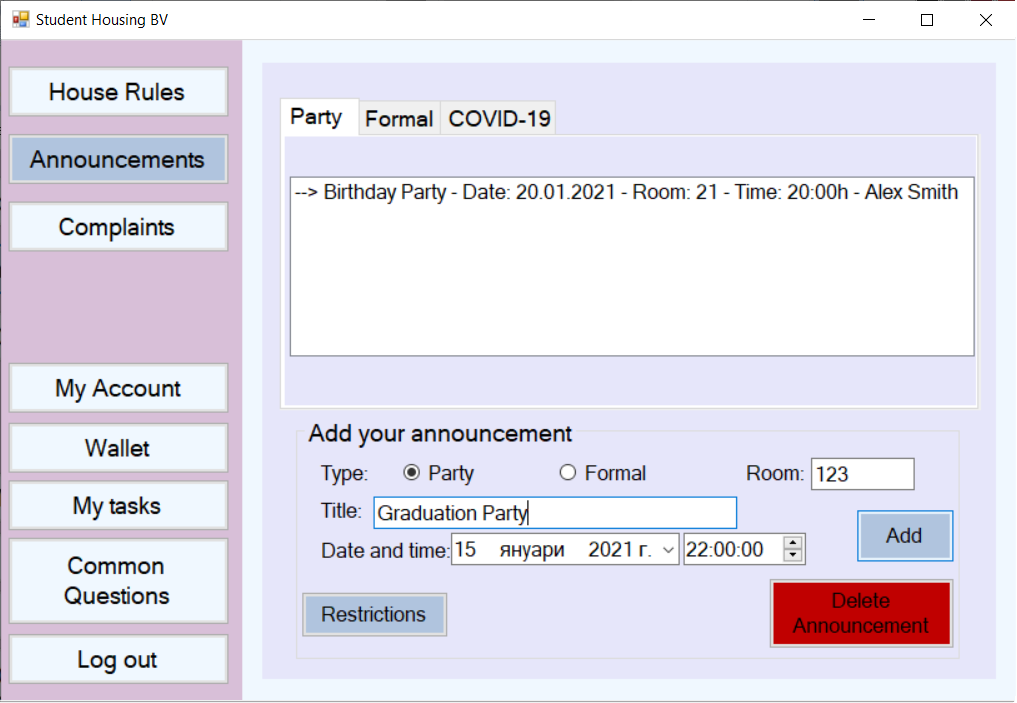 Student Housing BV
House Rules
Announcements
Complaints
My Account
Wallet
My tasks
Common
Questions
Log out
Party Formal COVID-19
--> Birthday Party - Date: 20.01.2021 - Room: 21 - Time: 20:00h - Alex Smith
Add your announcement
Type: Party Formal Room: 123
Title: Graduation Party
Date and time: 15 януари 2021 г. 22:00:00
Add
Restrictions
Delete
Announcement